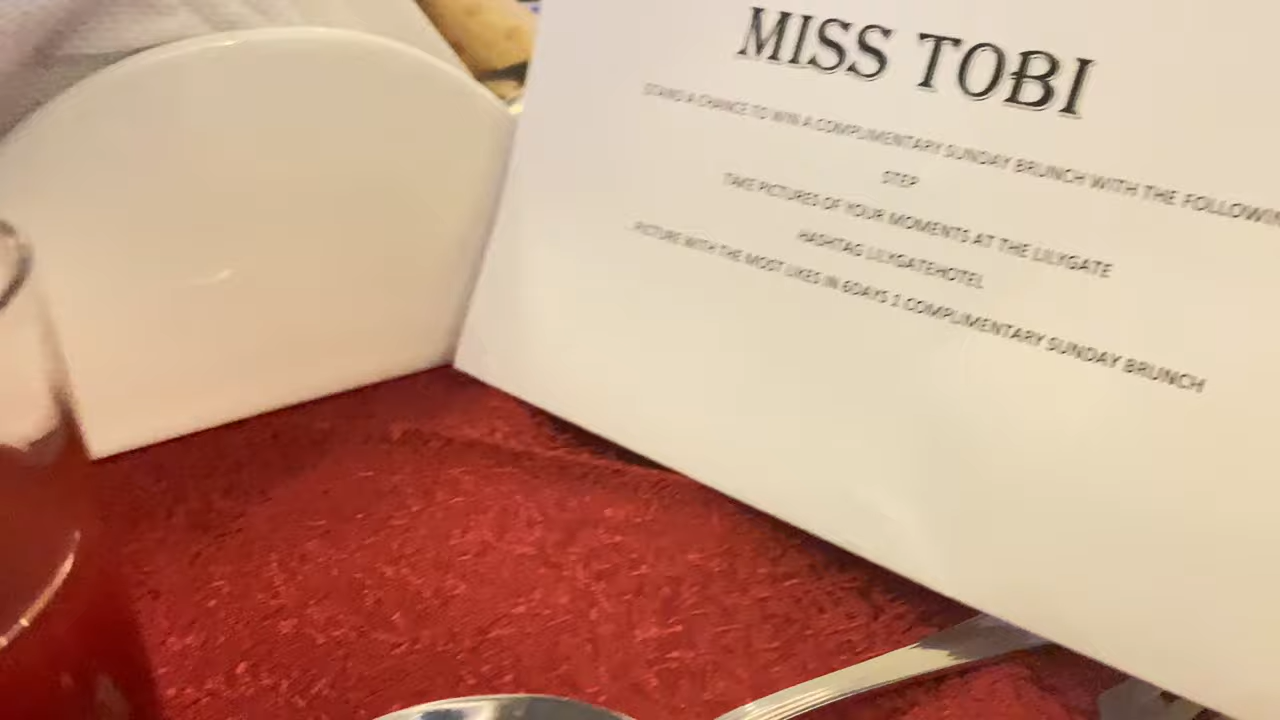 MISS TOBI
STAND A CHANCE TO WIN A COMPLIMENTARY SUNDAY BRUNCH WITH THE FOLLOWIN
STEP
TAKE PICTURES OF YOUR MOMENTS AT THE LILYGATE
HASHTAG LILYGATEHOTEL
PICTURE WITH THE MOST LIKES IN 6DAYS 1 COMPLIMENTARY SUNDAY BRUNCH